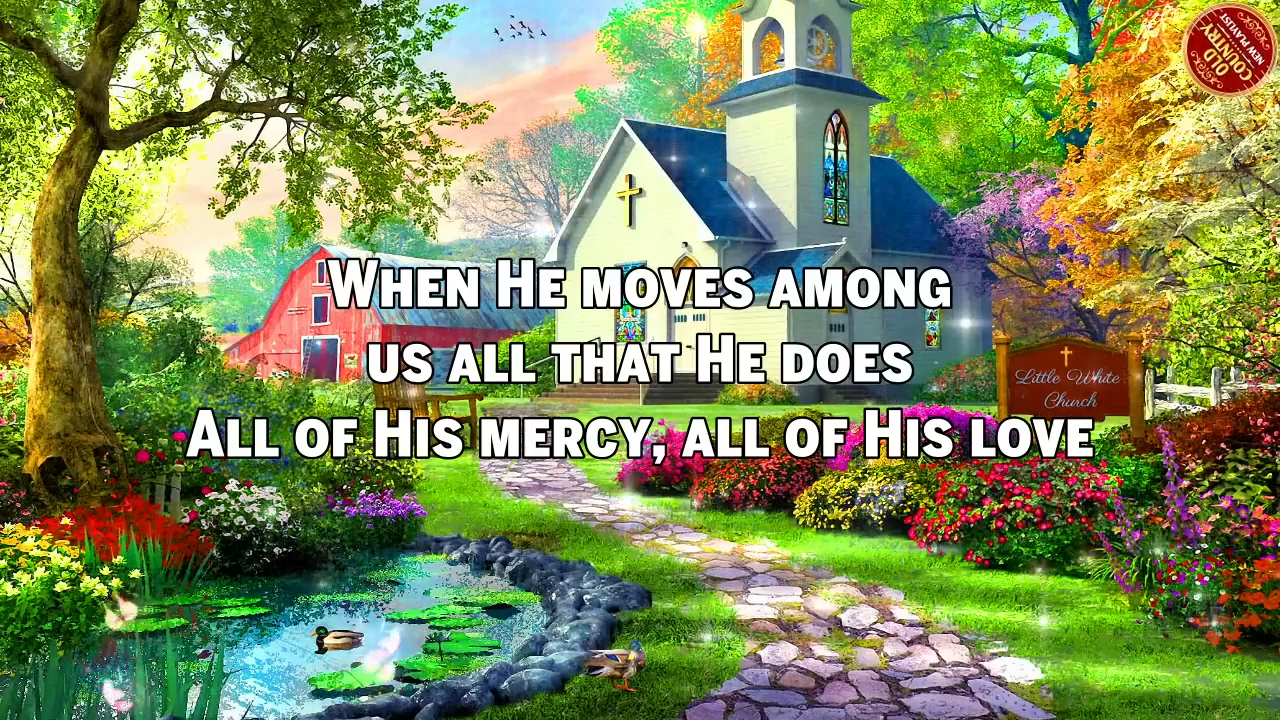 When He moves among
us all that He does
All of His mercy, all of His love
Little White
Church
OLD
COUNTRY
NEW PLAYLIST